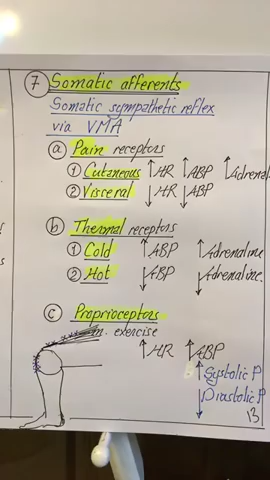 ⑦ Somatic afferents
Somatic sympathetic reflex
via VMA
ⓐ Pain receptors
① Cutaneous ↑HR ↑ABP ↑Adrenal
② Visceral ↓HR ↓ABP
ⓑ Thermal receptors
① Cold ↑ABP ↑Adrenaline
② Hot ↓ABP ↓Adrenaline.
ⓒ Proprioceptors
m. exercise
↑HR ↑ABP
↑Systolic P
↓Diastolic P
13